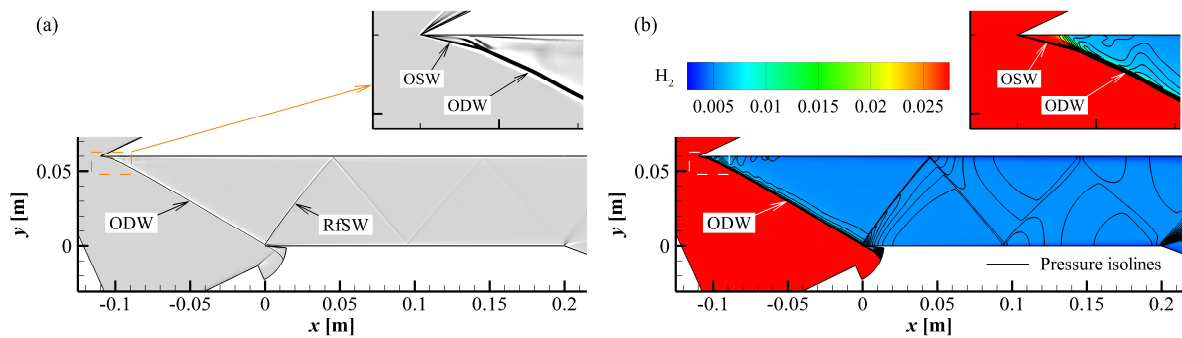 (a)
OSW
ODW
0.05
y [m]
ODW
RfSW
0
-0.1 -0.05 0 0.05 0.1 0.15 0.2
x [m]
(b)
H2
0.005 0.01 0.015 0.02 0.025
OSW
ODW
0.05
y [m]
ODW
0
Pressure isolines
-0.1 -0.05 0 0.05 0.1 0.15 0.2
x [m]